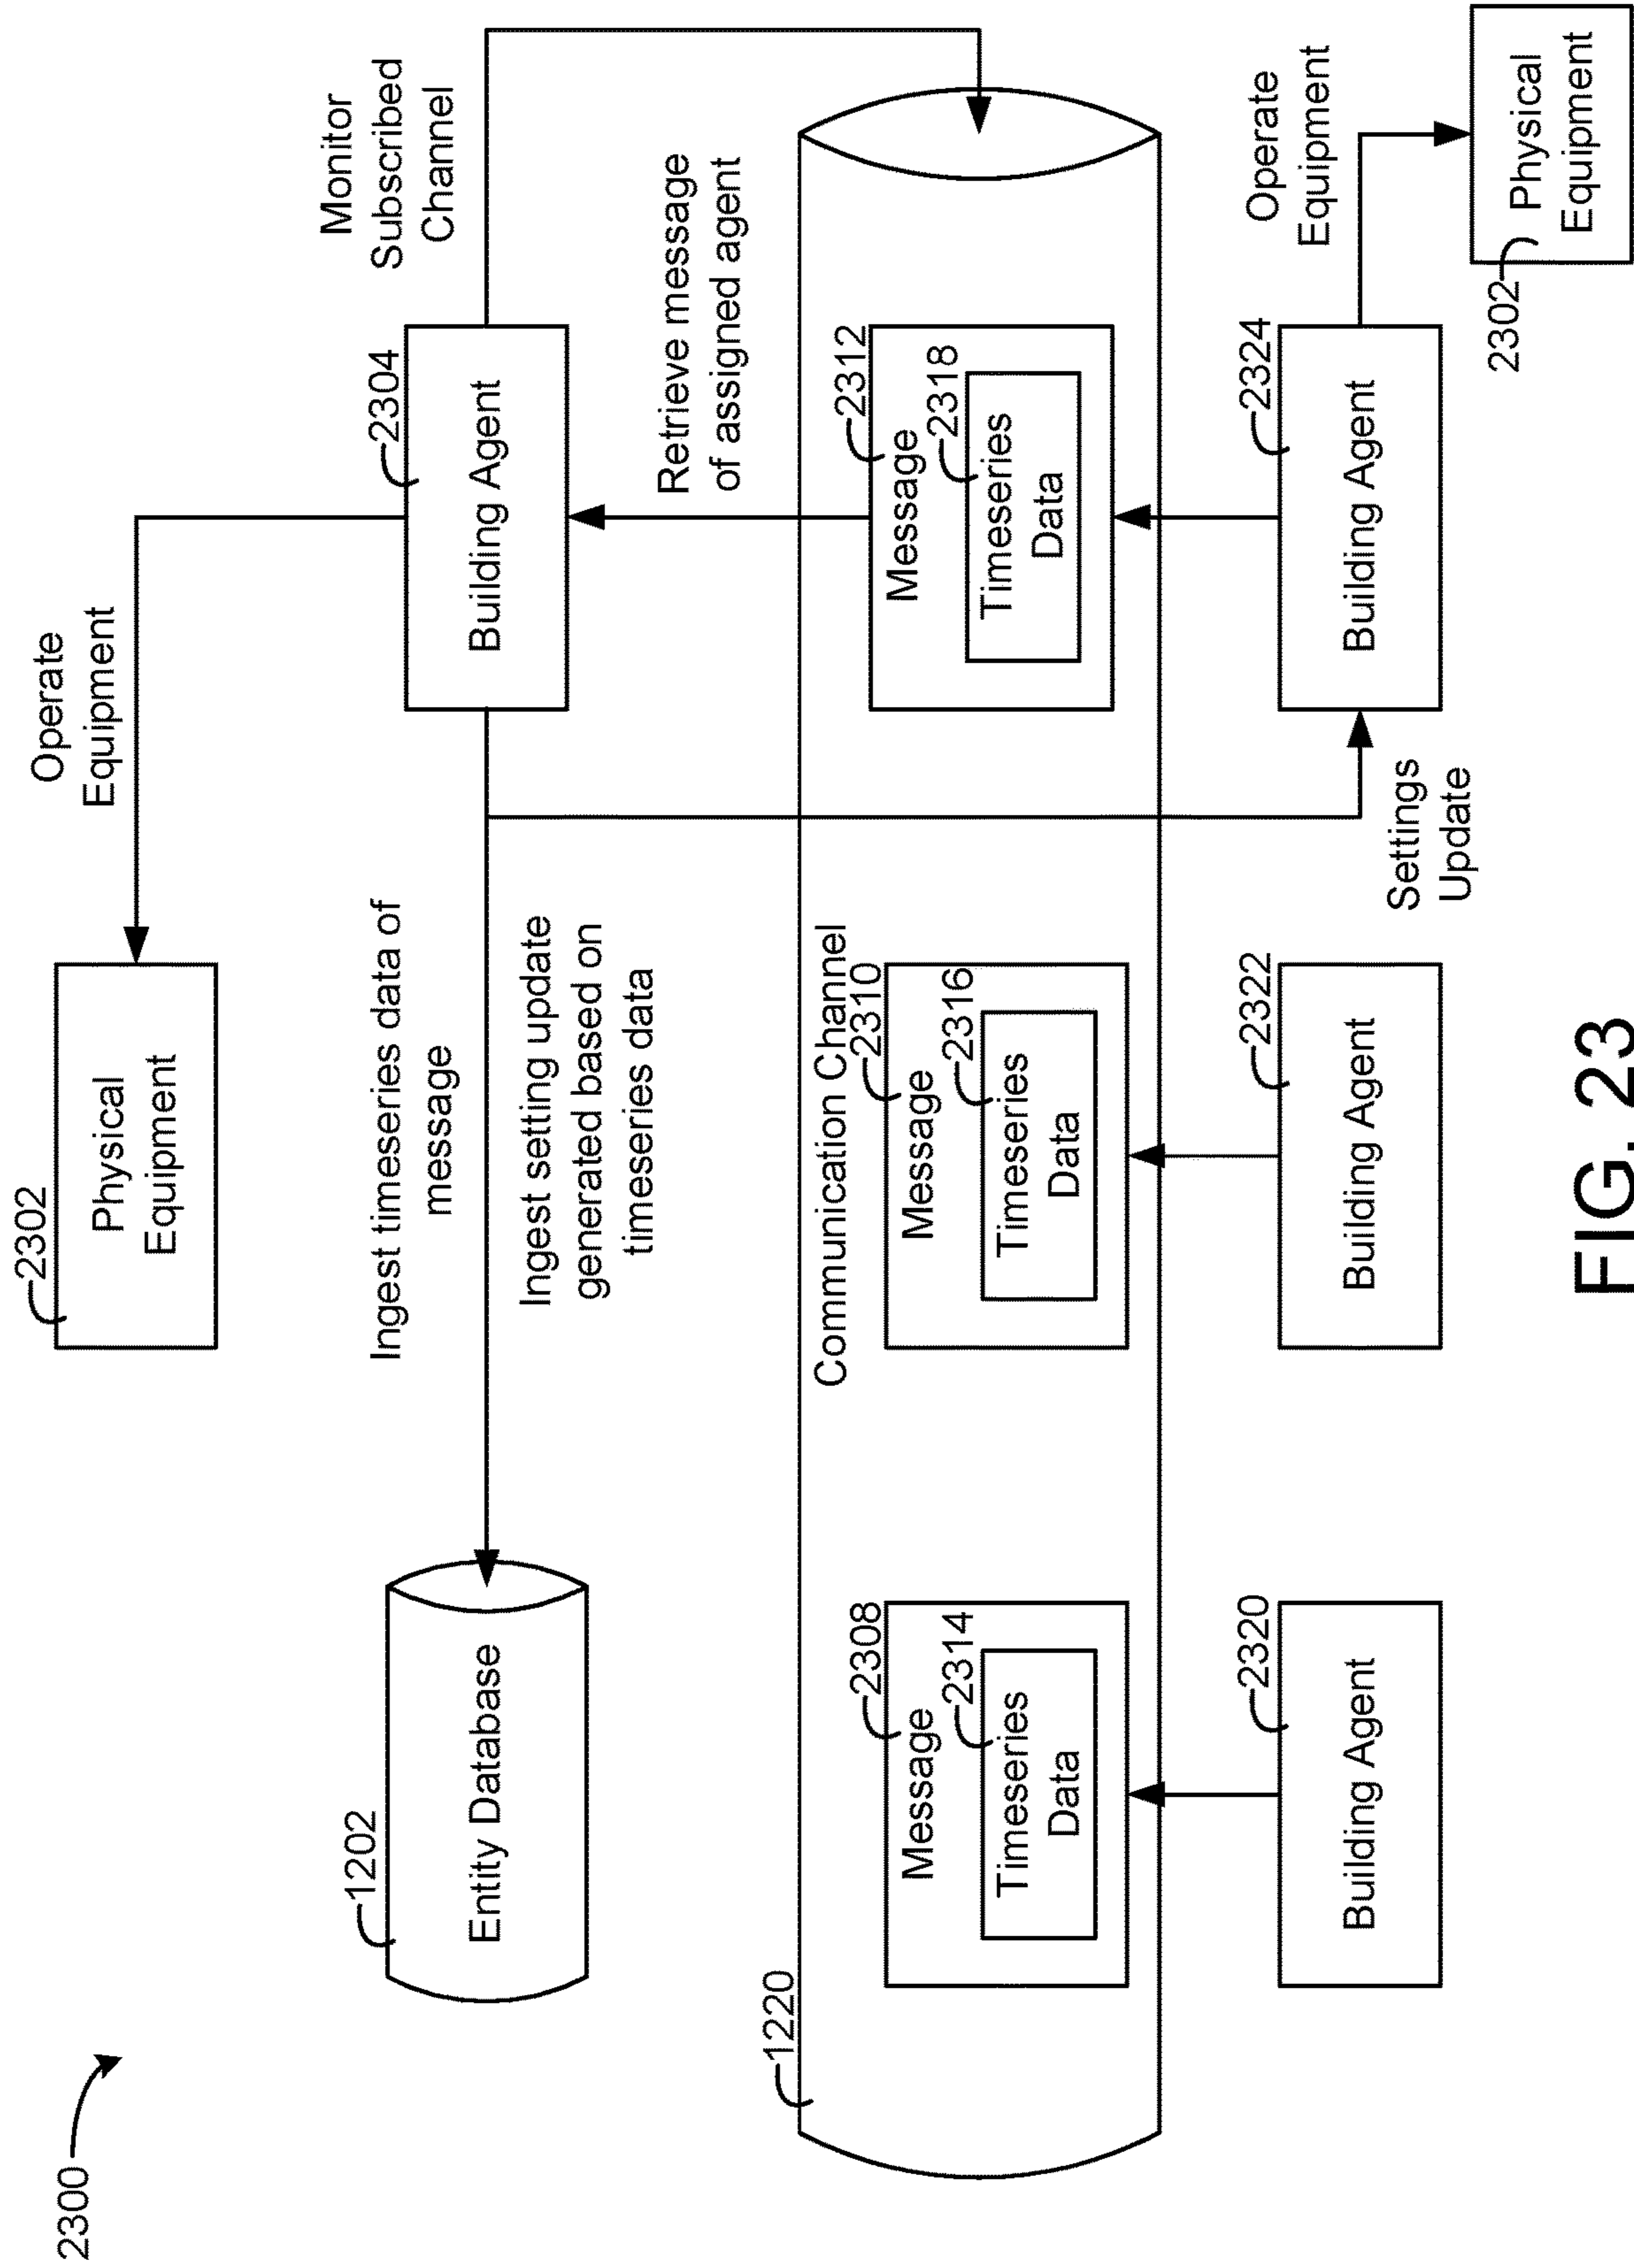 2300
2302
Physical
Equipment
Operate
Equipment
1202
Entity Database
Ingest timeseries data of
message
Ingest setting update
generated based on
timeseries data
2304
Building Agent
Monitor
Subscribed
Channel
Retrieve message
of assigned agent
1220
Communication Channel
2308
Message
2314
Timeseries
Data
2310
Message
2316
Timeseries
Data
2312
Message
2318
Timeseries
Data
2320
Building Agent
2322
Building Agent
Settings
Update
2324
Building Agent
Operate
Equipment
2302
Physical
Equipment
FIG. 23